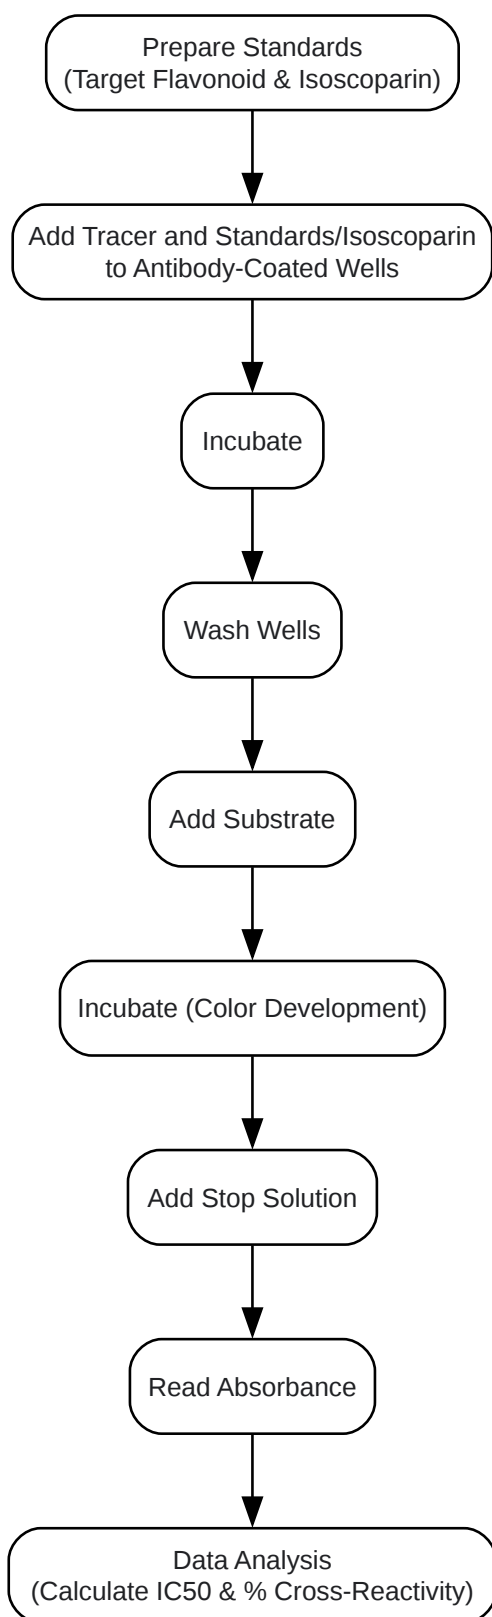 Prepare Standards
(Target Flavonoid & Isoscoparin)
Add Tracer and Standards/Isoscoparin
to Antibody-Coated Wells
Incubate
Wash Wells
Add Substrate
Incubate (Color Development)
Add Stop Solution
Read Absorbance
Data Analysis
(Calculate IC50 & % Cross-Reactivity)